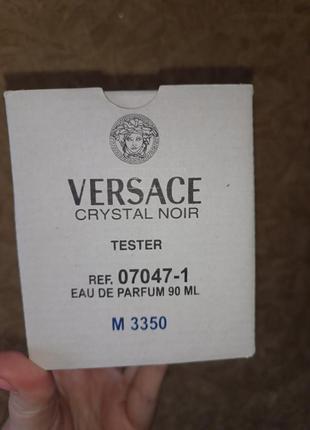 VERSACE
CRYSTAL NOIR
TESTER
REF. 07047-1
EAU DE PARFUM 90 ML
M 3350